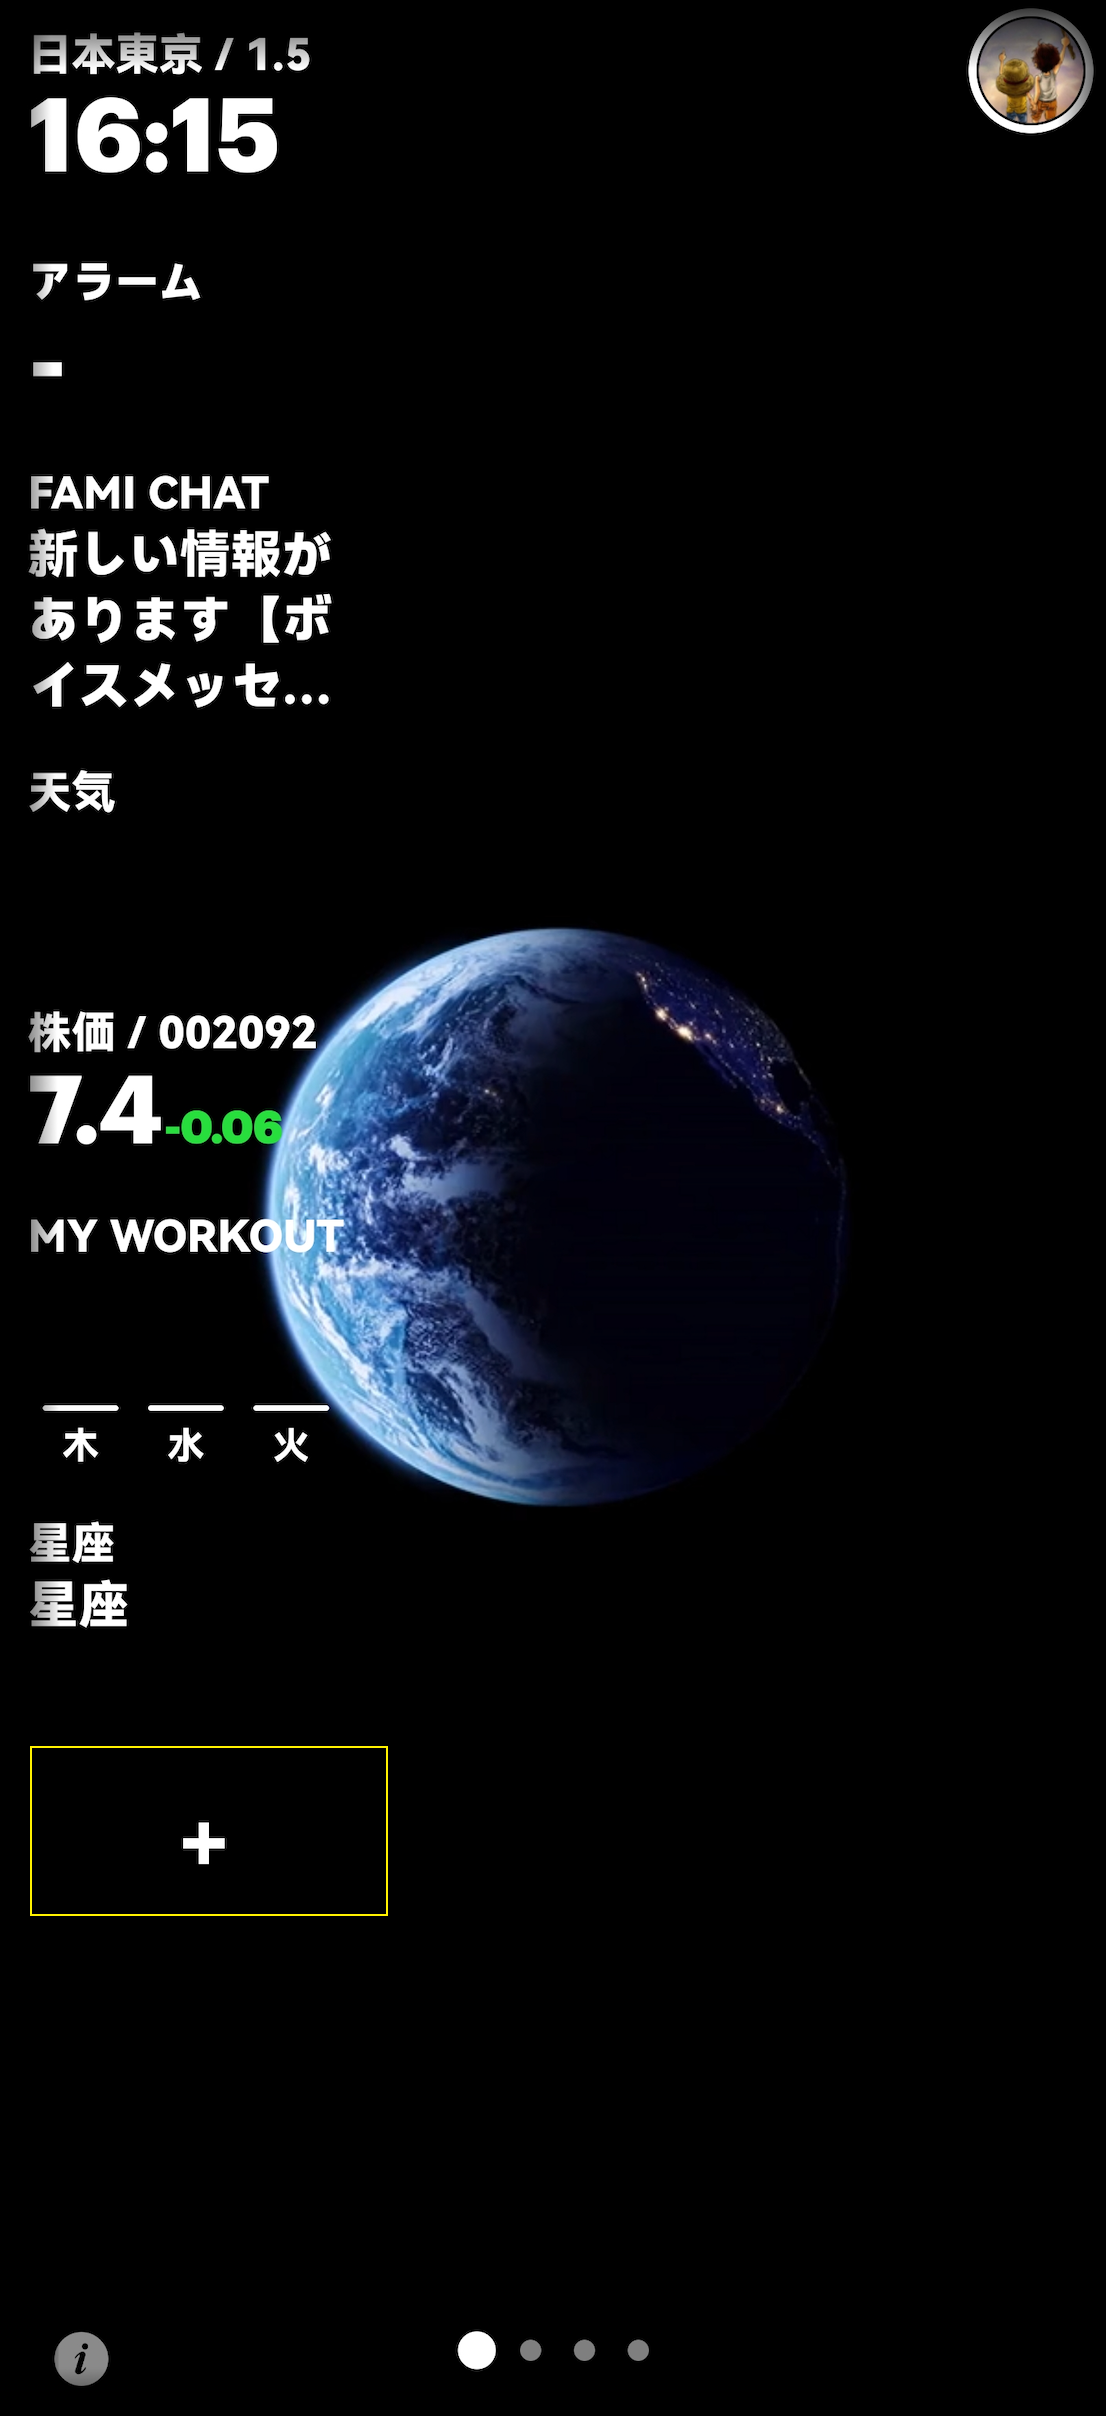 日本東京 / 1.5
16:15
アラーム
-
FAMI CHAT
新しい情報が
あります【ボ
イスメッセ...
天気
株価 / 002092
7.4-0.06
MY WORKOUT
木 水 火
星座
星座
+
i